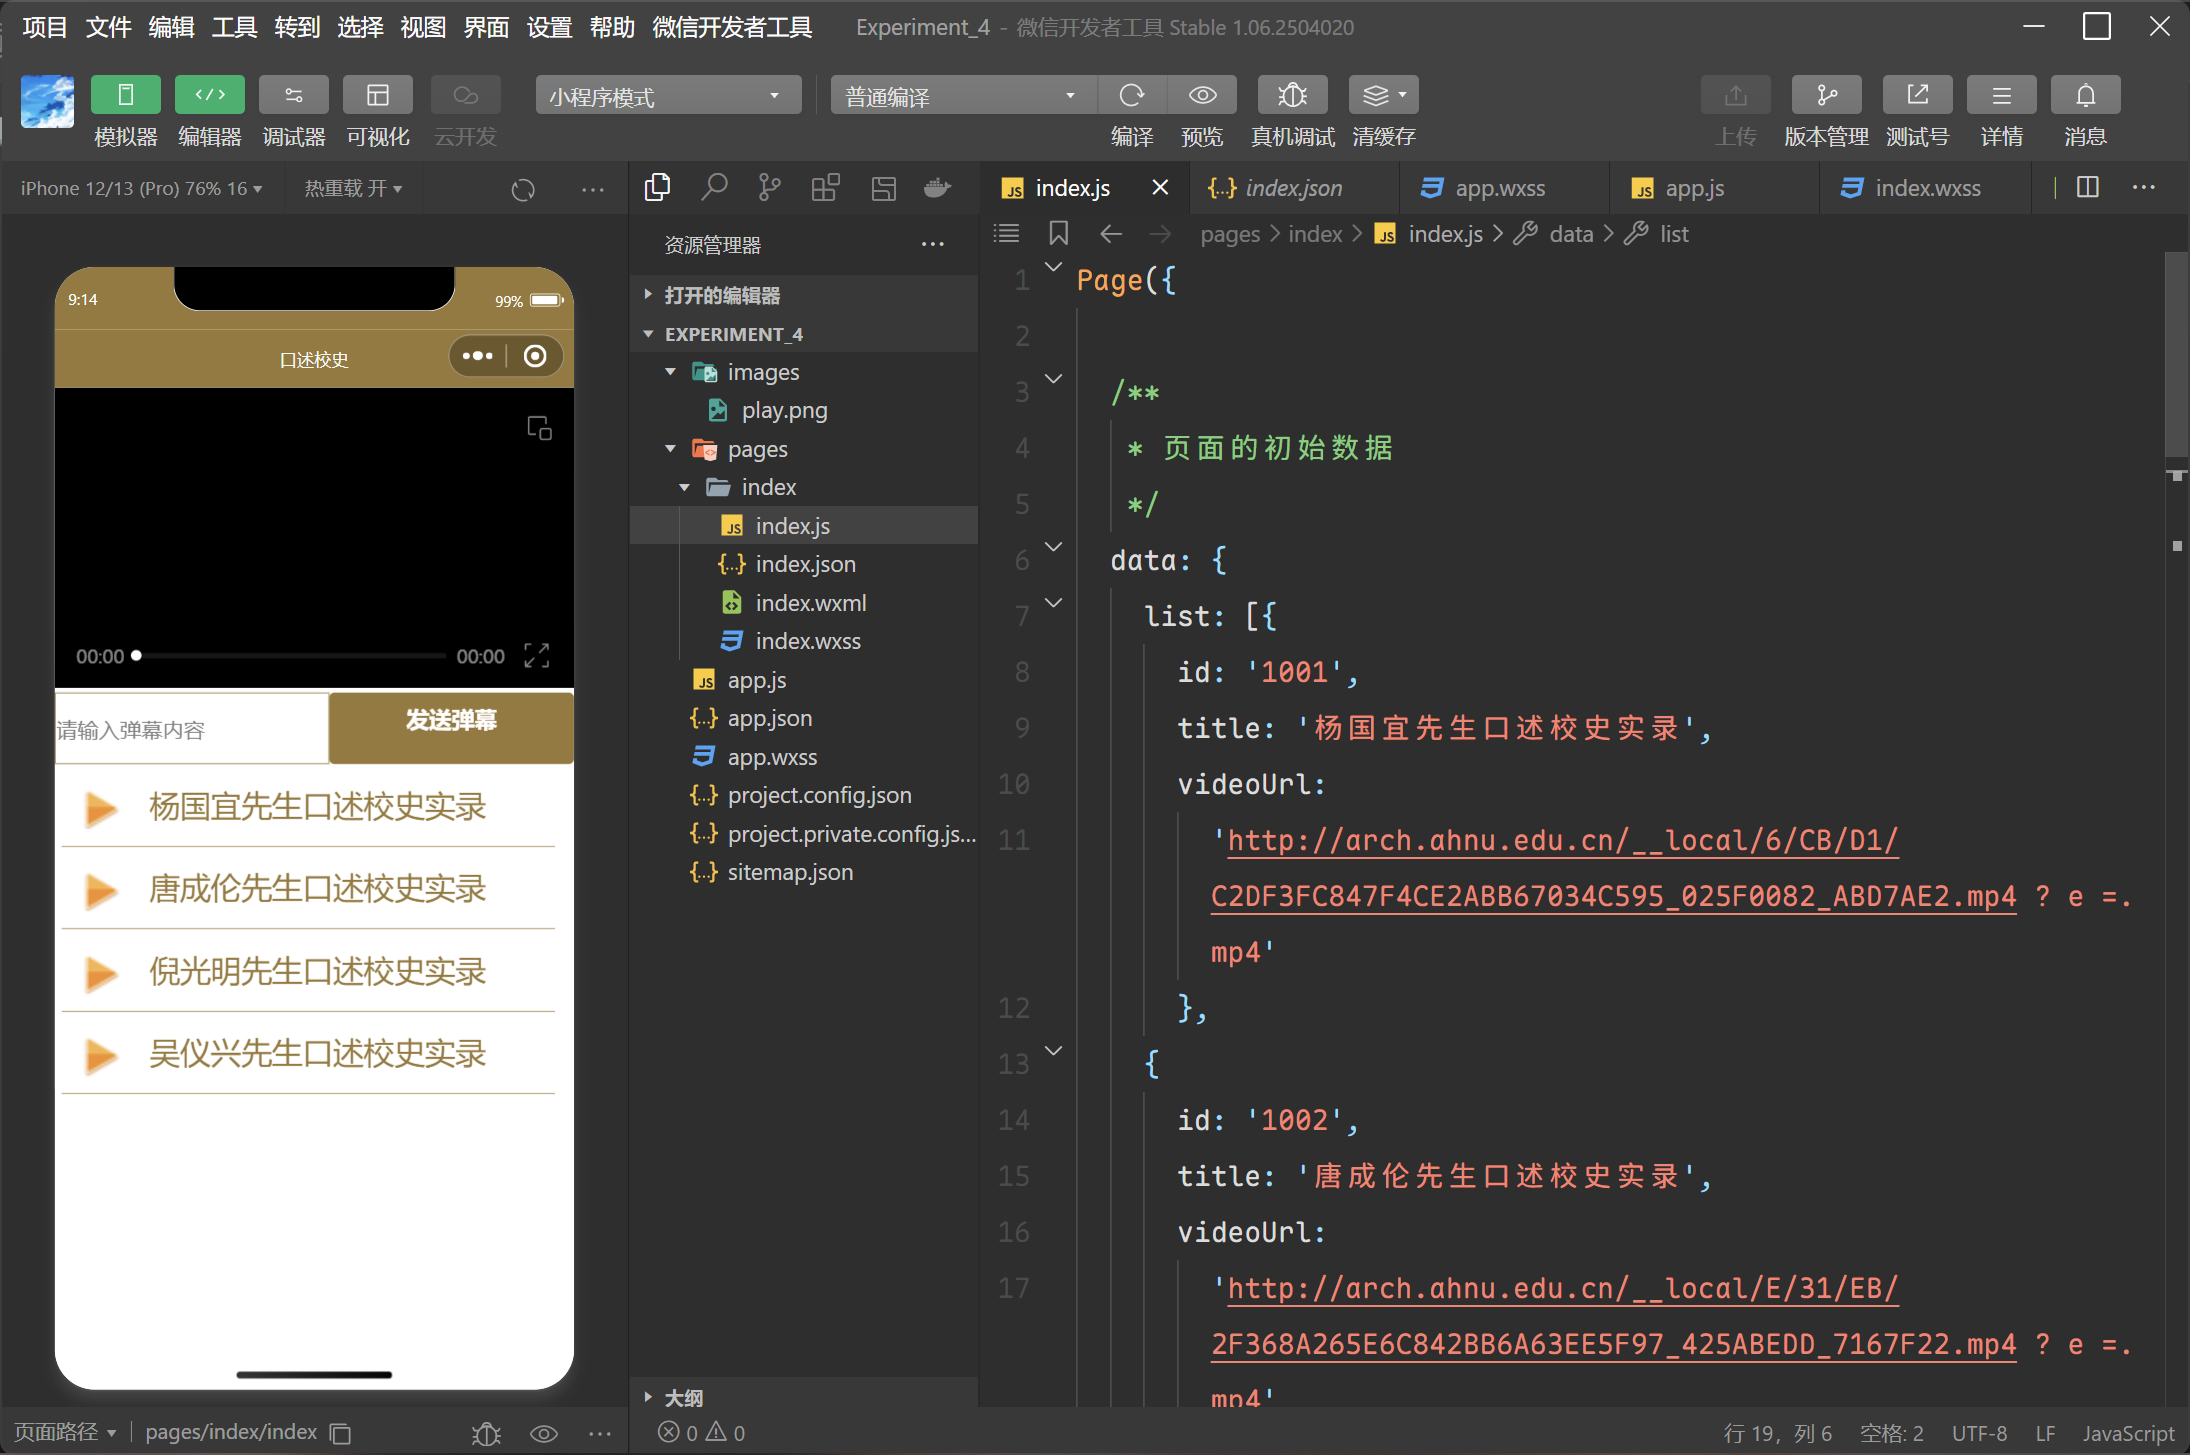 项目 文件 编辑 工具 转到 选择 视图 界面 设置 帮助 微信开发者工具 Experiment_4 - 微信开发者工具 Stable 1.06.2504020
小程序模式 普通编译
模拟器 编辑器 调试器 可视化 云开发 编译 预览 真机调试 清缓存 上传 版本管理 测试号 详情 消息
iPhone 12/13 (Pro) 76% 16 热重载 开
9:14 99%
口述校史
00:00 00:00
请输入弹幕内容 发送弹幕
杨国宜先生口述校史实录
唐成伦先生口述校史实录
倪光明先生口述校史实录
吴仪兴先生口述校史实录
页面路径 pages/index/index
资源管理器
打开的编辑器
EXPERIMENT_4
images
play.png
pages
index
index.js
index.json
index.wxml
index.wxss
app.js
app.json
app.wxss
project.config.json
project.private.config.js...
sitemap.json
大纲
0 0
index.js index.json app.wxss app.js index.wxss
pages > index > index.js > data > list
1 Page({
2
3 /**
4 * 页面的初始数据
5 */
6 data: {
7 list: [{
8 id: '1001',
9 title: '杨国宜先生口述校史实录',
10 videoUrl:
11 'http://arch.ahnu.edu.cn/__local/6/CB/D1/
C2DF3FC847F4CE2ABB67034C595_025F0082_ABD7AE2.mp4 ? e =.
mp4'
12 },
13 {
14 id: '1002',
15 title: '唐成伦先生口述校史实录',
16 videoUrl:
17 'http://arch.ahnu.edu.cn/__local/E/31/EB/
2F368A265E6C842BB6A63EE5F97_425ABEDD_7167F22.mp4 ? e =.
mp4'
行 19，列 6 空格: 2 UTF-8 LF JavaScript